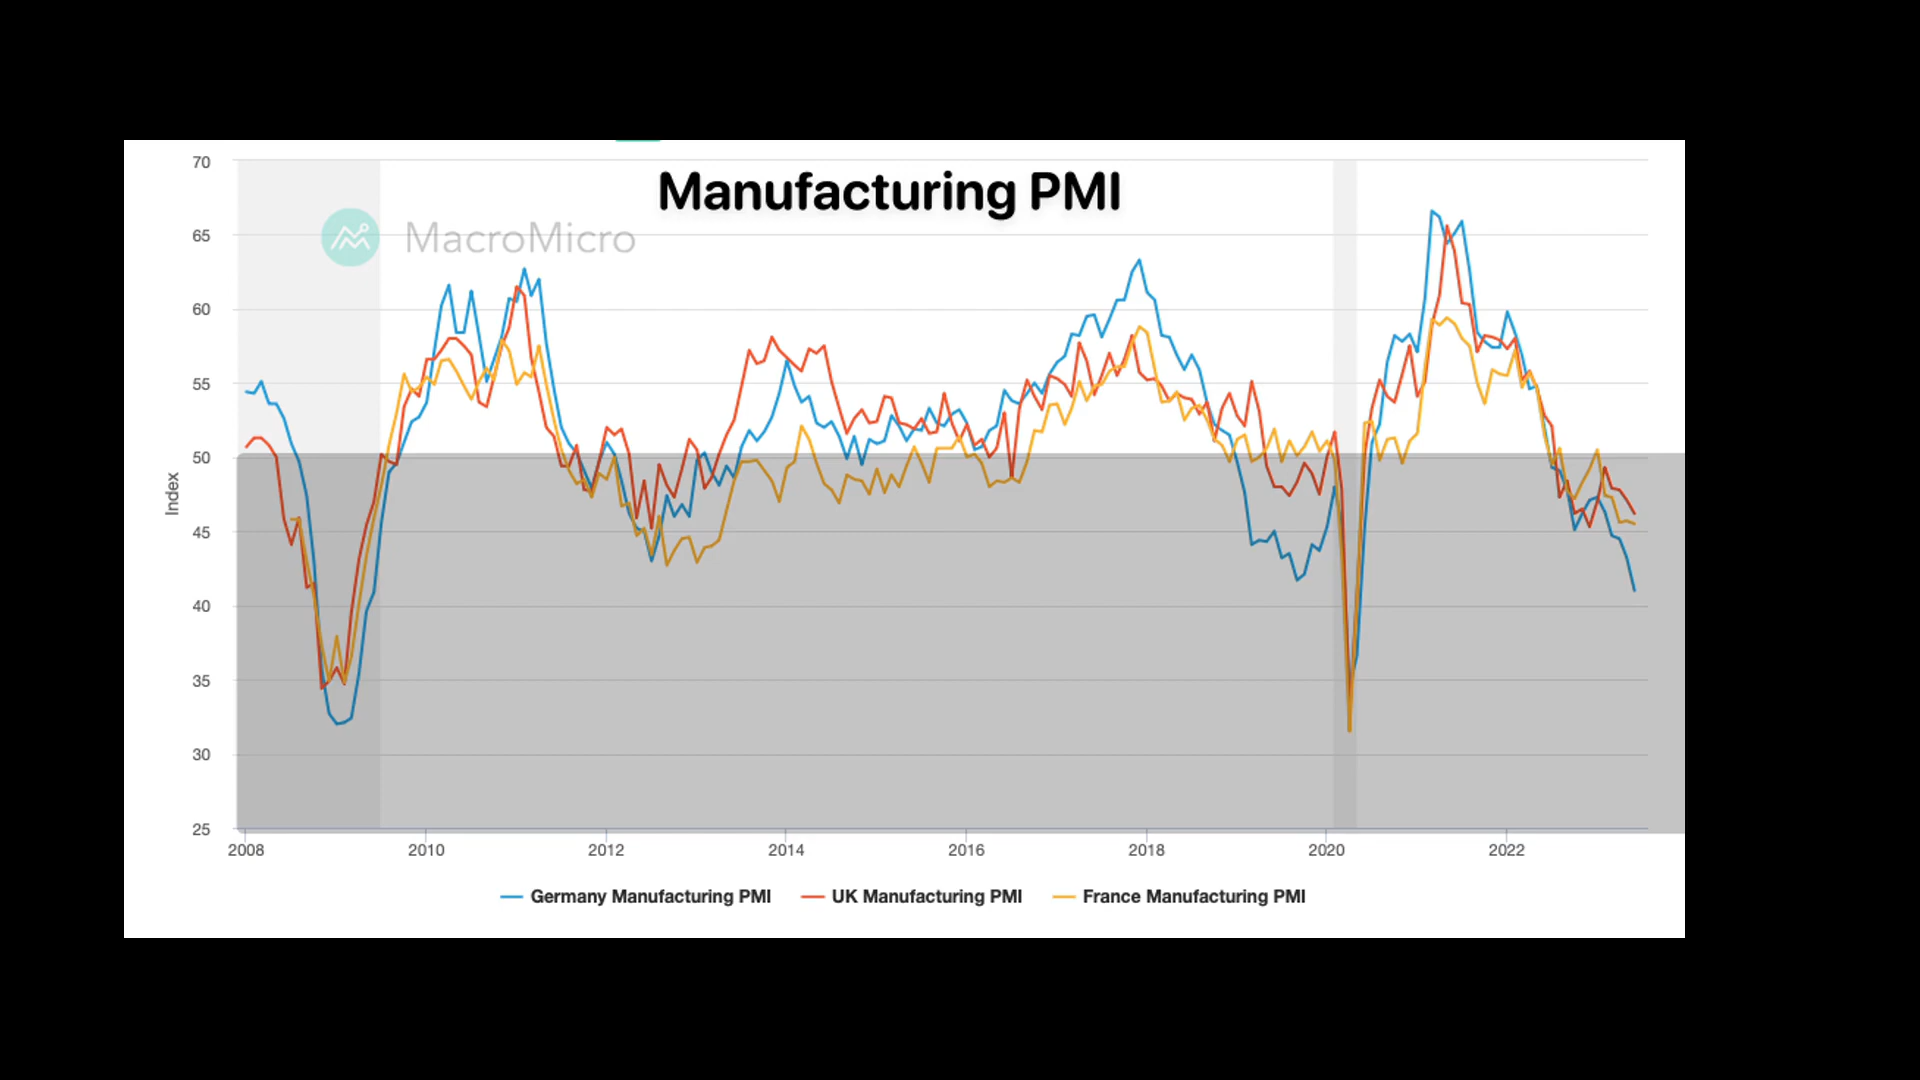 Manufacturing PMI
MacroMicro
70
65
60
55
50
45
40
35
30
25
Index
2008 2010 2012 2014 2016 2018 2020 2022
Germany Manufacturing PMI UK Manufacturing PMI France Manufacturing PMI